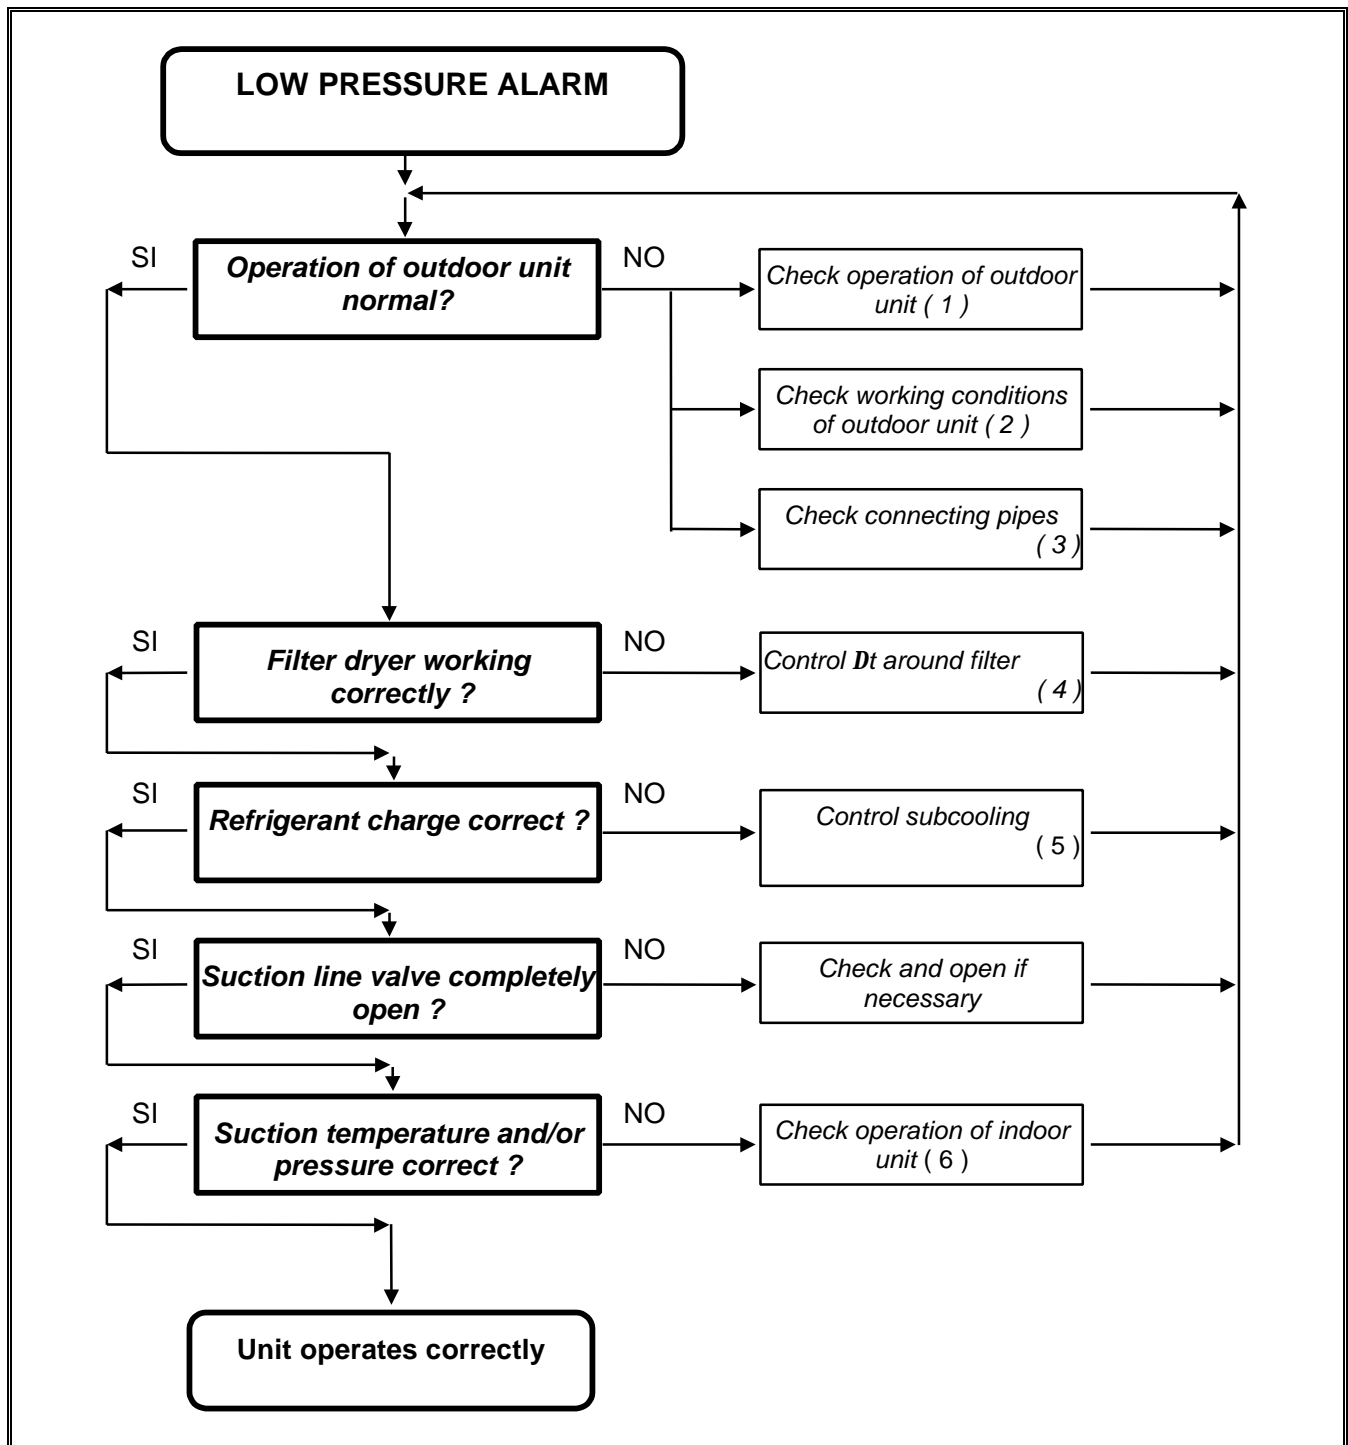 LOW PRESSURE ALARM
SI
Operation of outdoor unit
normal?
NO
Check operation of outdoor
unit ( 1 )
Check working conditions
of outdoor unit ( 2 )
Check connecting pipes
( 3 )
SI
Filter dryer working
correctly ?
NO
Control Dt around filter
( 4 )
SI
Refrigerant charge correct ?
NO
Control subcooling
( 5 )
SI
Suction line valve completely
open ?
NO
Check and open if
necessary
SI
Suction temperature and/or
pressure correct ?
NO
Check operation of indoor
unit ( 6 )
Unit operates correctly